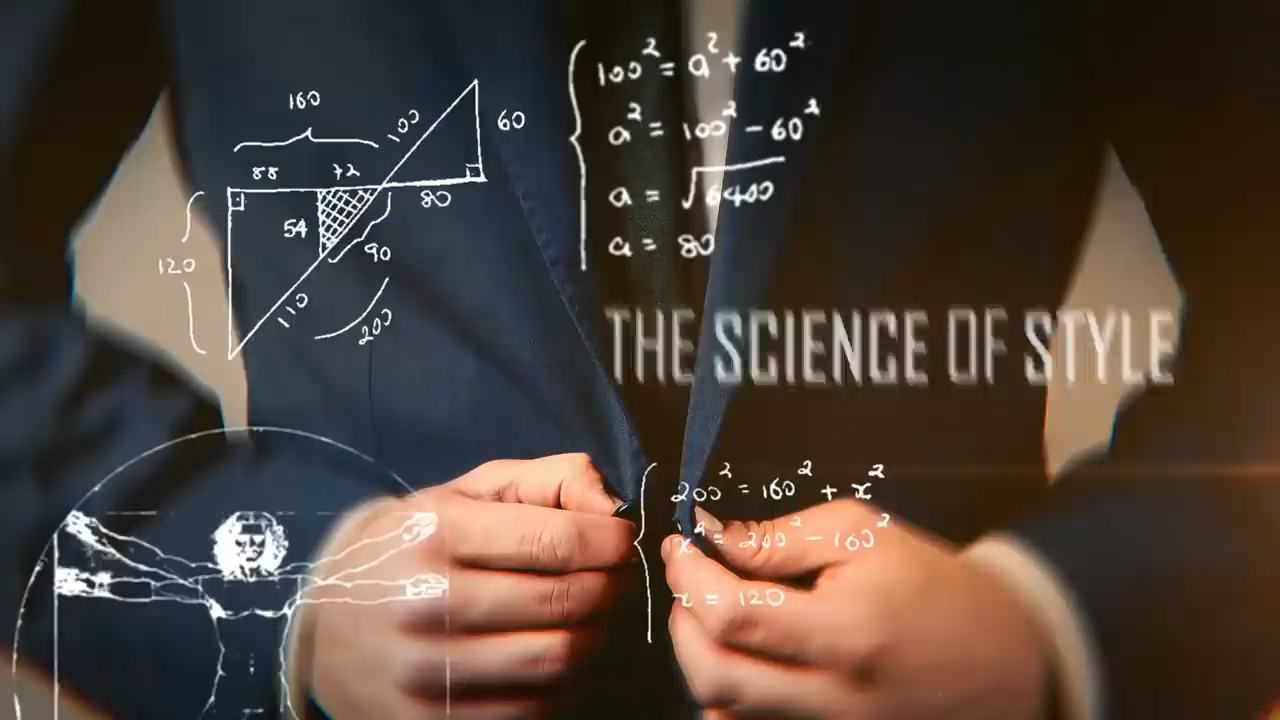 160
100
60
88
72
80
54
90
120
110
200
100² = a² + 60²
a² = 100² - 60²
a = √6400
a = 80
THE SCIENCE OF STYLE
200² = 160² + x²
x² = 200² - 160²
x = 120